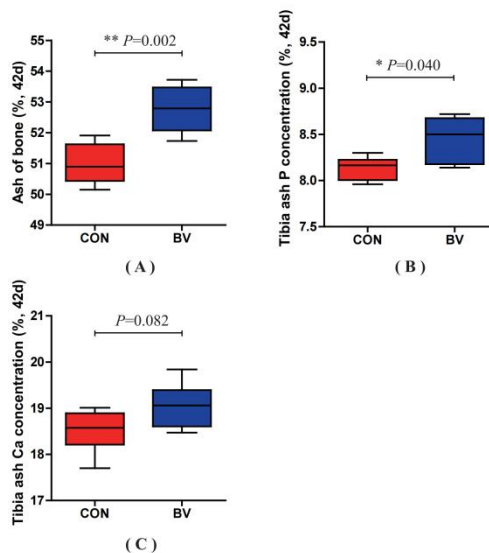 ** P=0.002
Ash of bone (%, 42d)
55
54
53
52
51
50
49
CON BV
( A )
* P=0.040
Tibia ash P concentration (%, 42d)
9.5
9.0
8.5
8.0
7.5
CON BV
( B )
P=0.082
Tibia ash Ca concentration (%, 42d)
21
20
19
18
17
CON BV
( C )